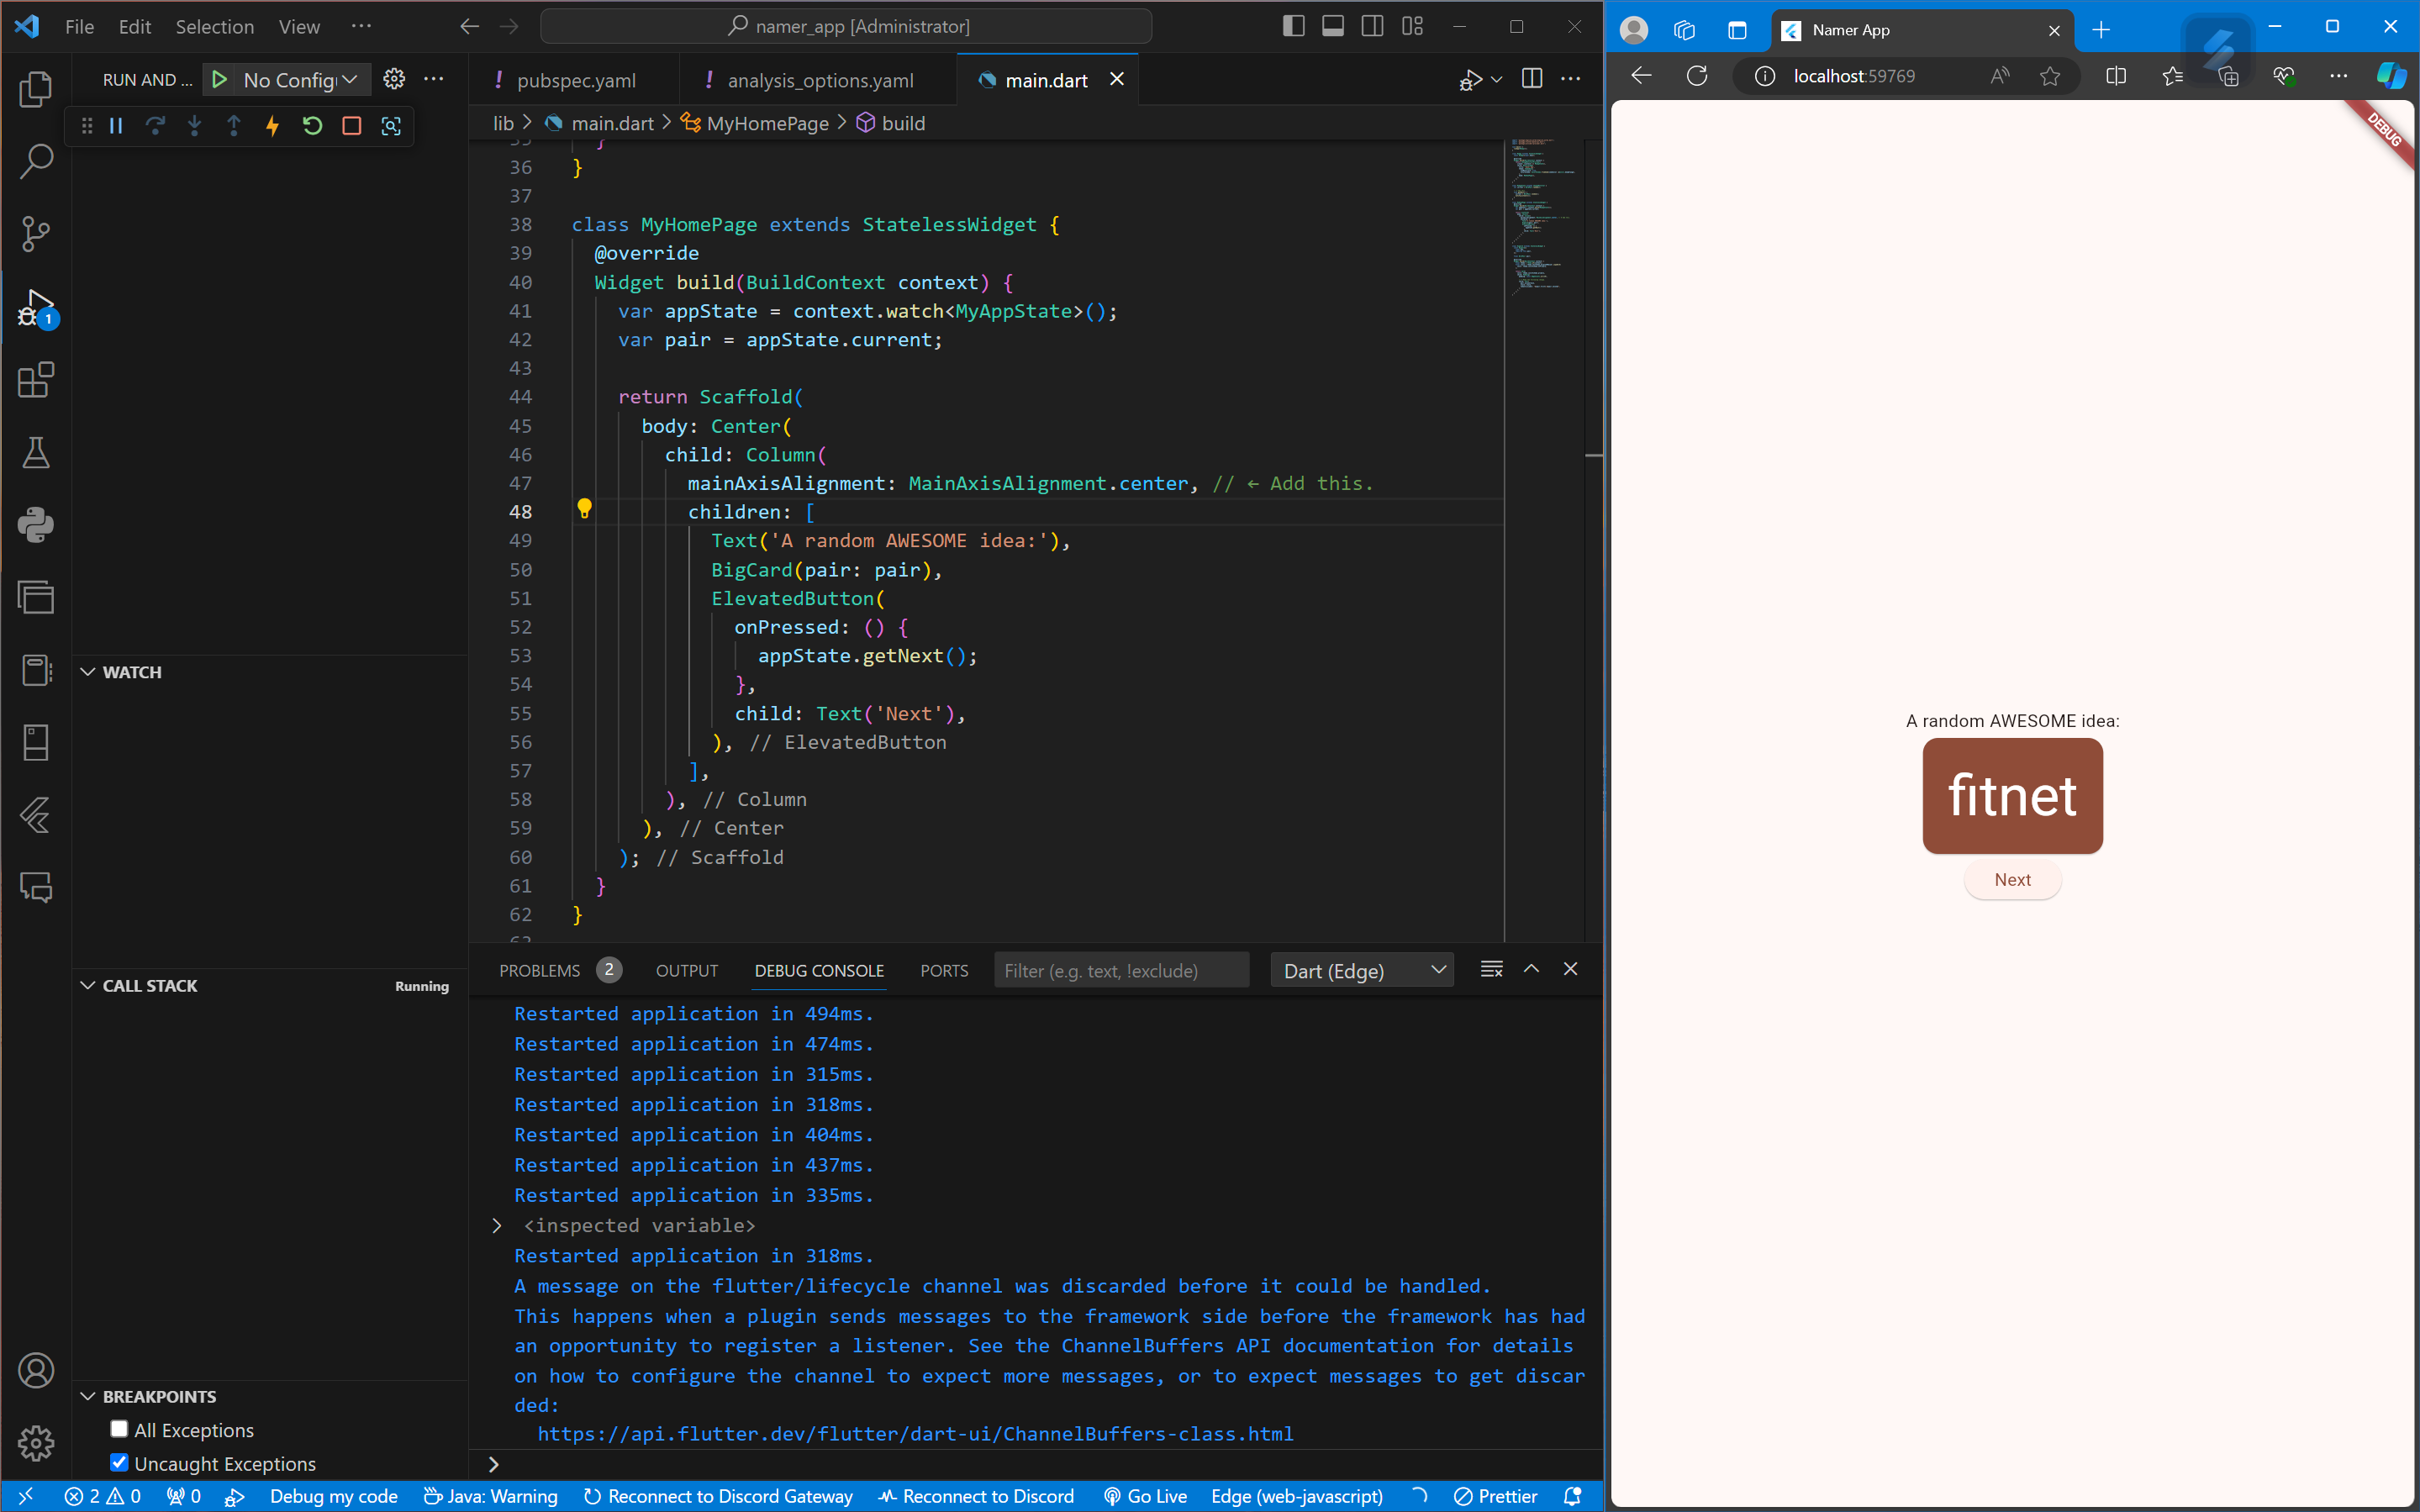 File Edit Selection View ···
namer_app [Administrator]
RUN AND ... No Config
pubspec.yaml
analysis_options.yaml
main.dart
lib > main.dart > MyHomePage > build
35 }
36 }
37
38 class MyHomePage extends StatelessWidget {
39 @override
40 Widget build(BuildContext context) {
41 var appState = context.watch<MyAppState>();
42 var pair = appState.current;
43
44 return Scaffold(
45 body: Center(
46 child: Column(
47 mainAxisAlignment: MainAxisAlignment.center, // ← Add this.
48 children: [
49 Text('A random AWESOME idea:'),
50 BigCard(pair: pair),
51 ElevatedButton(
52 onPressed: () {
53 appState.getNext();
54 },
55 child: Text('Next'),
56 ), // ElevatedButton
57 ],
58 ), // Column
59 ), // Center
60 ); // Scaffold
61 }
62 }
63
1
WATCH
CALL STACK Running
BREAKPOINTS
All Exceptions
Uncaught Exceptions
PROBLEMS 2 OUTPUT DEBUG CONSOLE PORTS Filter (e.g. text, !exclude) Dart (Edge)
Restarted application in 494ms.
Restarted application in 474ms.
Restarted application in 315ms.
Restarted application in 318ms.
Restarted application in 404ms.
Restarted application in 437ms.
Restarted application in 335ms.
> <inspected variable>
Restarted application in 318ms.
A message on the flutter/lifecycle channel was discarded before it could be handled.
This happens when a plugin sends messages to the framework side before the framework has had
an opportunity to register a listener. See the ChannelBuffers API documentation for details
on how to configure the channel to expect more messages, or to expect messages to get discar
ded:
https://api.flutter.dev/flutter/dart-ui/ChannelBuffers-class.html
>
2 0 0 Debug my code Java: Warning Reconnect to Discord Gateway Reconnect to Discord Go Live Edge (web-javascript) Prettier
Namer App
localhost:59769
DEBUG
A random AWESOME idea:
fitnet
Next